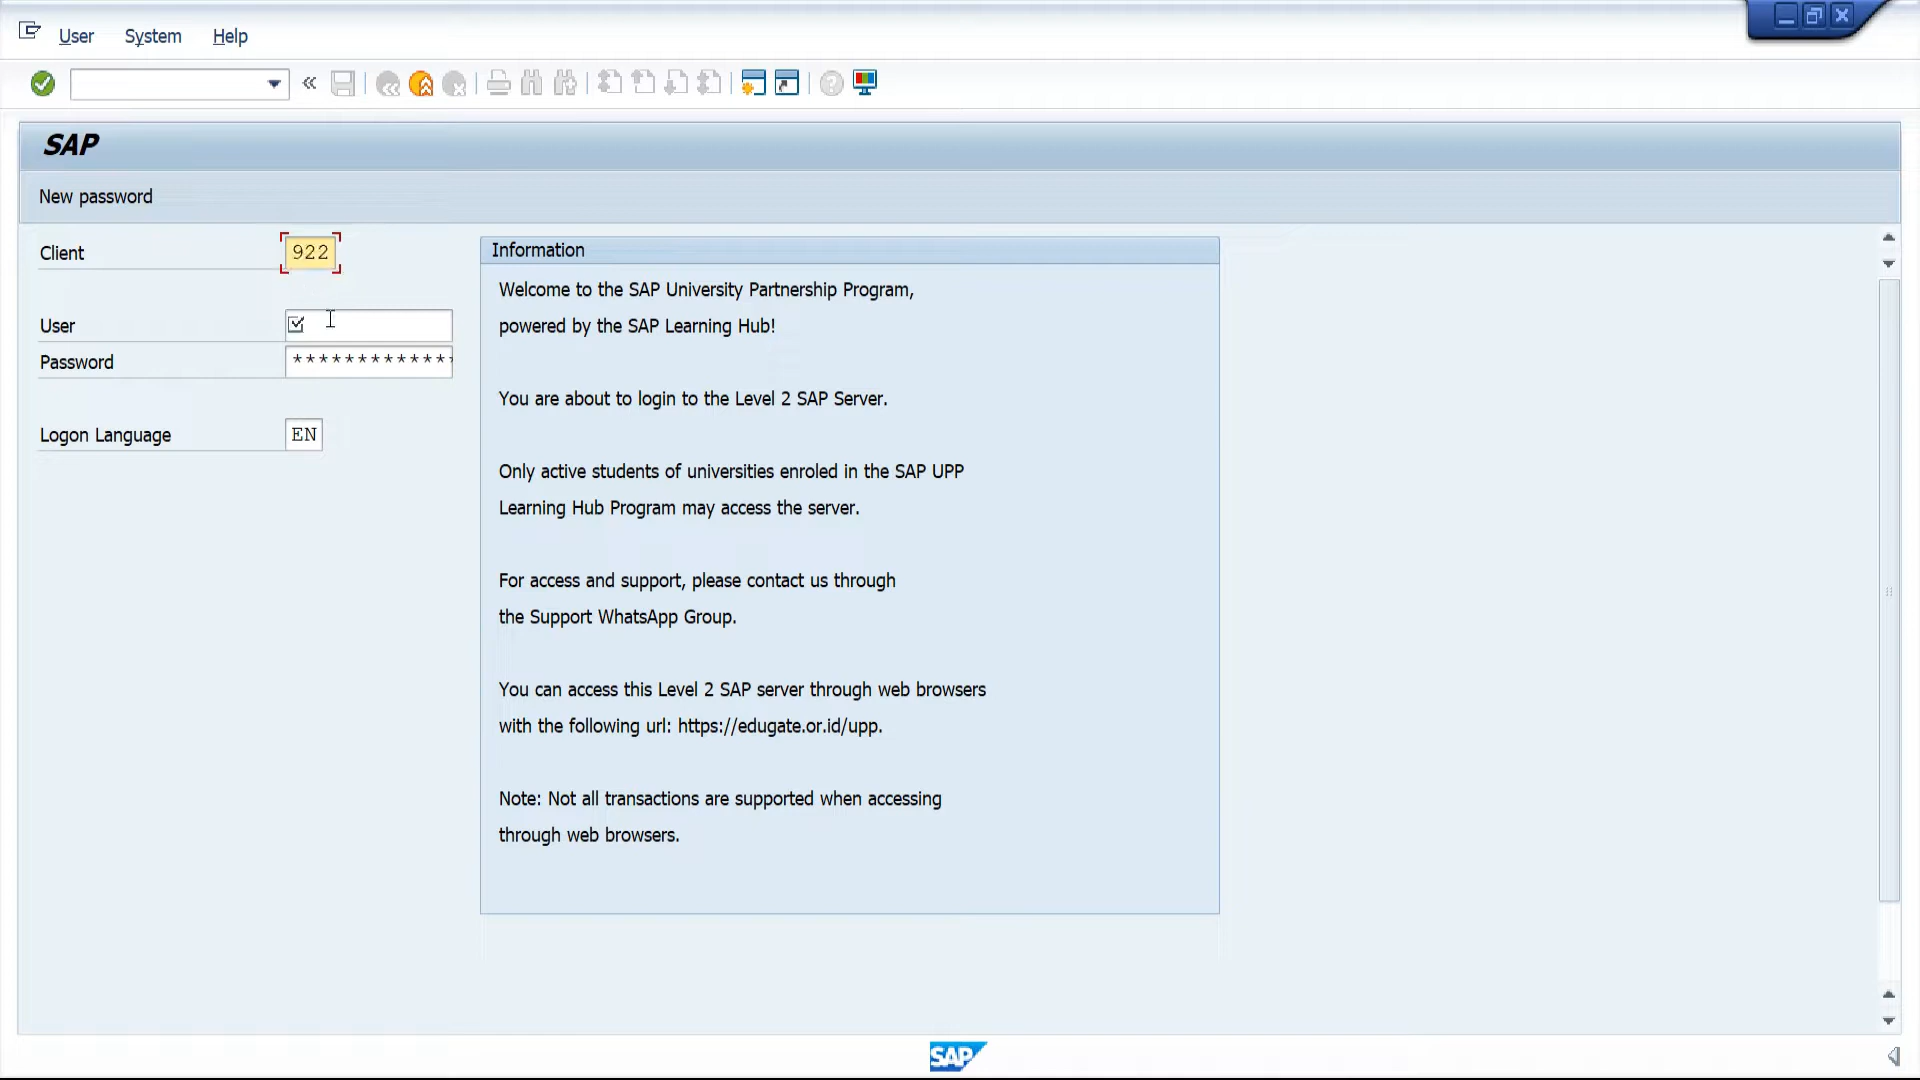 User System Help
SAP
New password
Client 922
User
Password *************
Logon Language EN
Information
Welcome to the SAP University Partnership Program,
powered by the SAP Learning Hub!
You are about to login to the Level 2 SAP Server.
Only active students of universities enroled in the SAP UPP
Learning Hub Program may access the server.
For access and support, please contact us through
the Support WhatsApp Group.
You can access this Level 2 SAP server through web browsers
with the following url: https://edugate.or.id/upp.
Note: Not all transactions are supported when accessing
through web browsers.
SAP